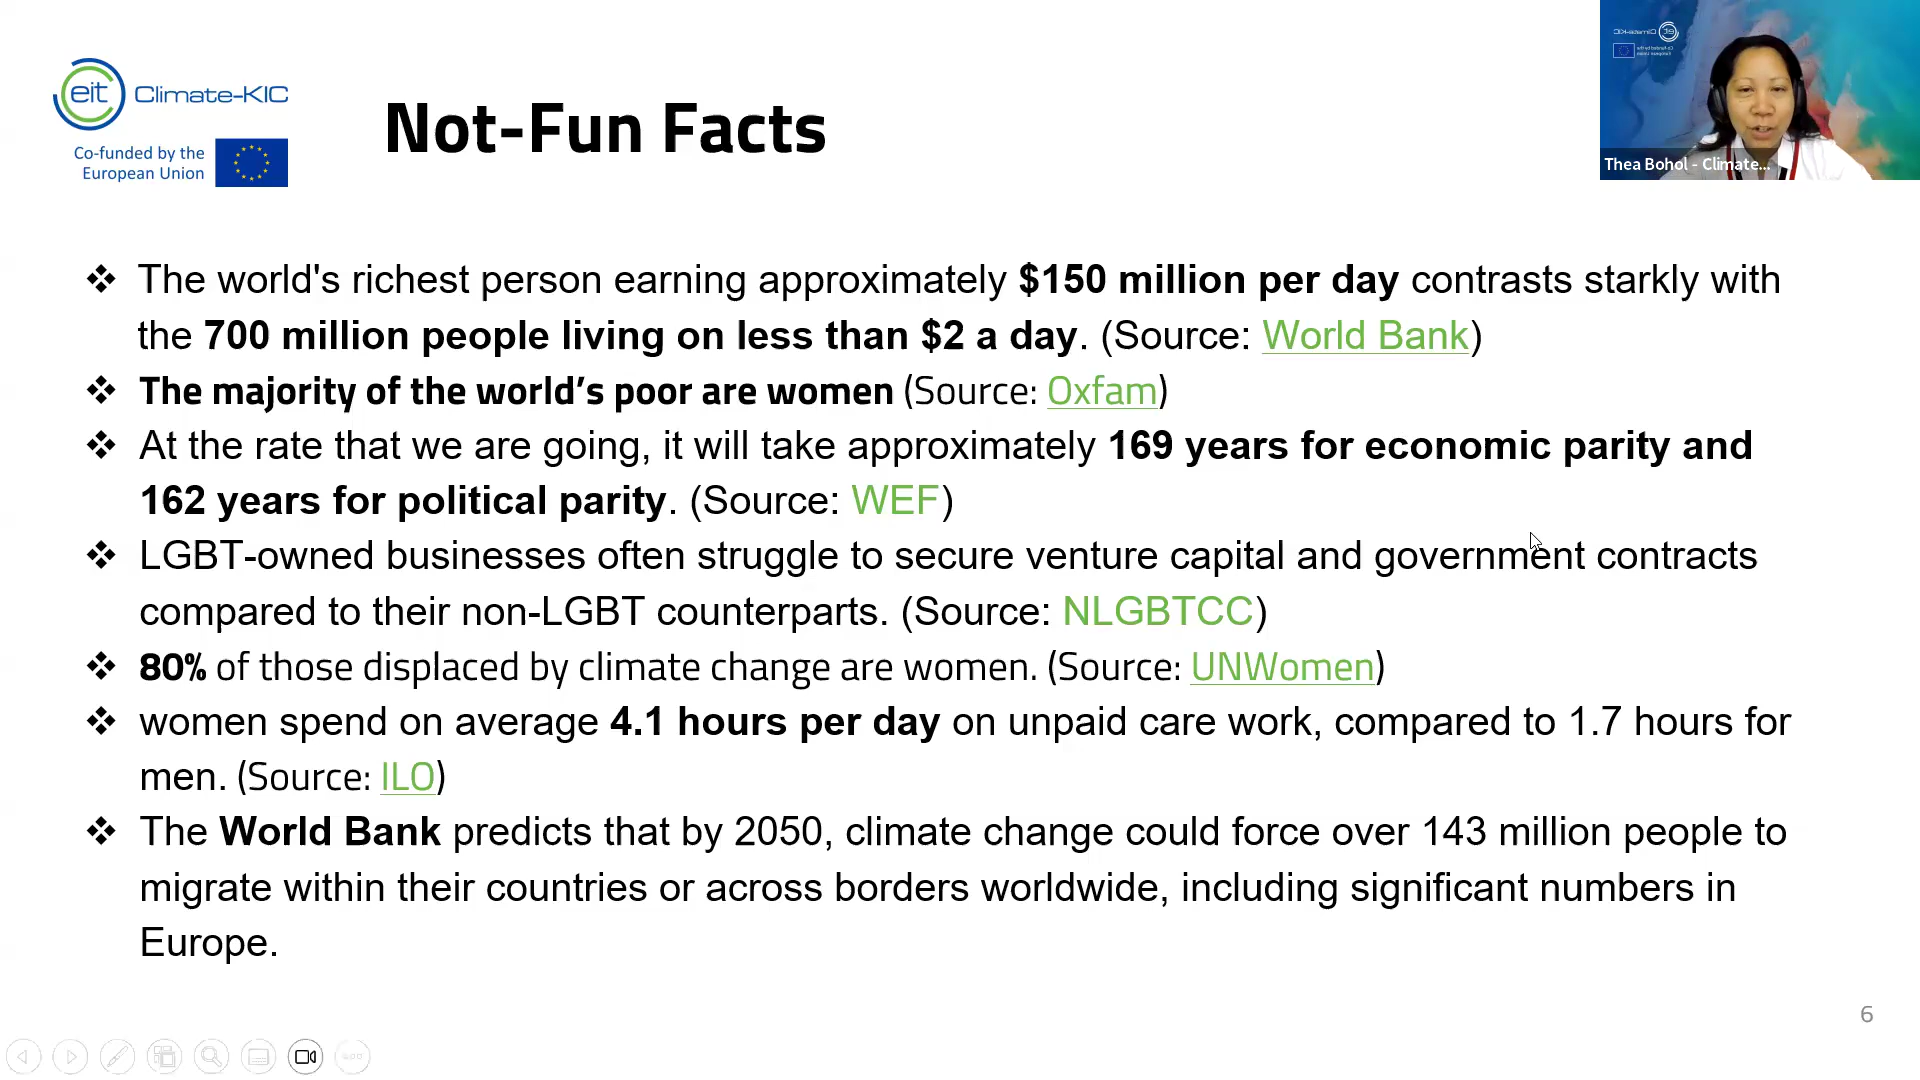 eit Climate-KIC
Co-funded by the
European Union
Not-Fun Facts
Thea Bohol - Climate...
❖ The world's richest person earning approximately $150 million per day contrasts starkly with
the 700 million people living on less than $2 a day. (Source: World Bank)
❖ The majority of the world’s poor are women (Source: Oxfam)
❖ At the rate that we are going, it will take approximately 169 years for economic parity and
162 years for political parity. (Source: WEF)
❖ LGBT-owned businesses often struggle to secure venture capital and government contracts
compared to their non-LGBT counterparts. (Source: NLGBTCC)
❖ 80% of those displaced by climate change are women. (Source: UNWomen)
❖ women spend on average 4.1 hours per day on unpaid care work, compared to 1.7 hours for
men. (Source: ILO)
❖ The World Bank predicts that by 2050, climate change could force over 143 million people to
migrate within their countries or across borders worldwide, including significant numbers in
Europe.
6